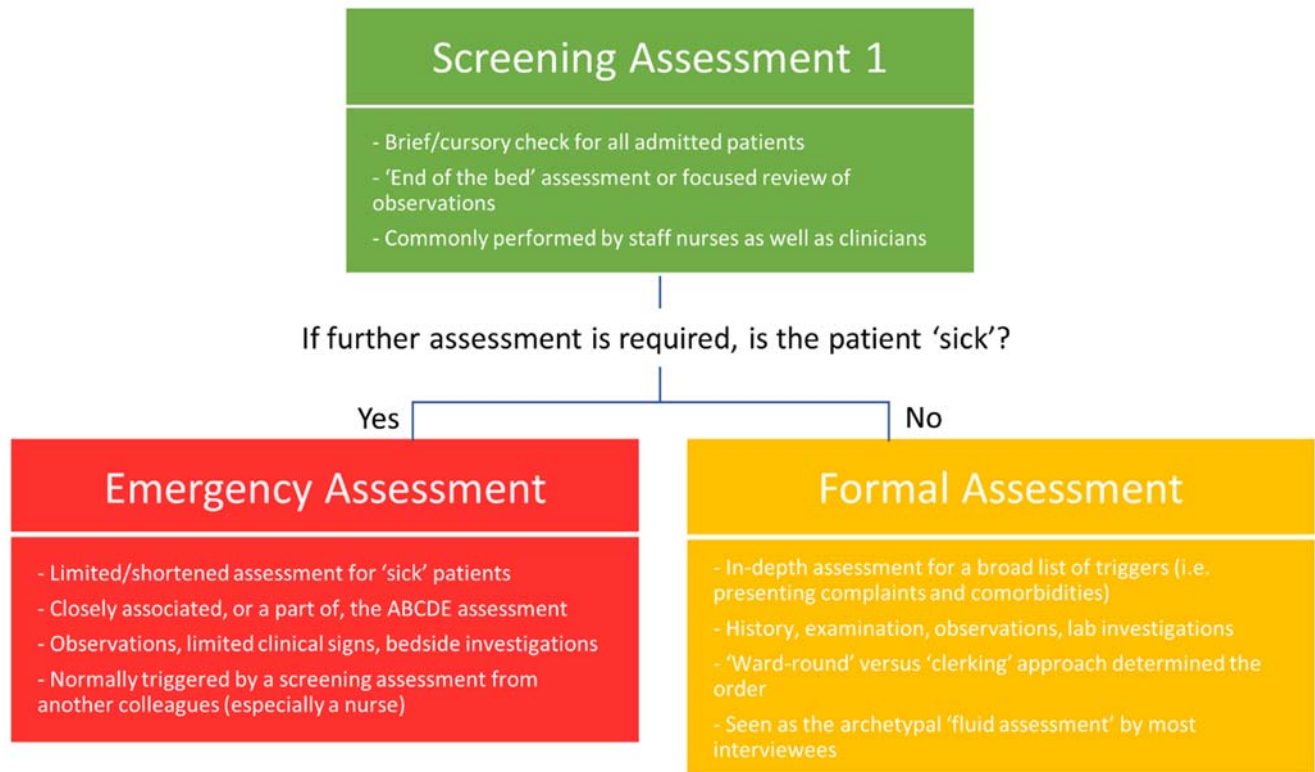 Screening Assessment 1
- Brief/cursory check for all admitted patients
- ‘End of the bed’ assessment or focused review of
observations
- Commonly performed by staff nurses as well as clinicians
If further assessment is required, is the patient ‘sick’?
Yes
No
Emergency Assessment
- Limited/shortened assessment for ‘sick’ patients
- Closely associated, or a part of, the ABCDE assessment
- Observations, limited clinical signs, bedside investigations
- Normally triggered by a screening assessment from
another colleagues (especially a nurse)
Formal Assessment
- In-depth assessment for a broad list of triggers (i.e.
presenting complaints and comorbidities)
- History, examination, observations, lab investigations
- ‘Ward-round’ versus ‘clerking’ approach determined the
order
- Seen as the archetypal ‘fluid assessment’ by most
interviewees